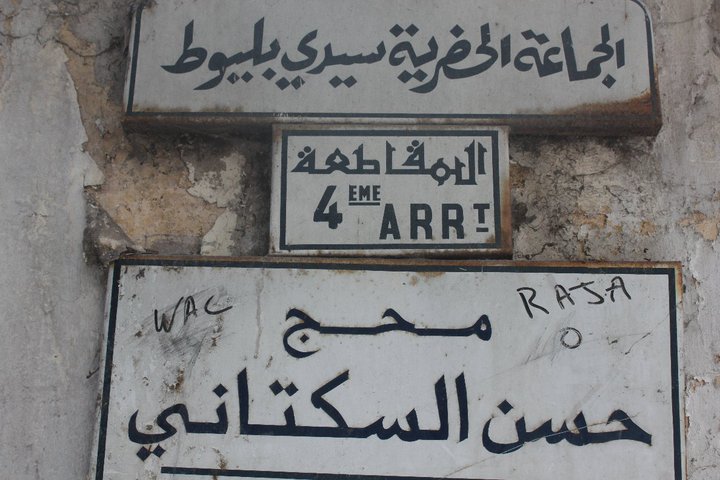 الجماعة الحضرية سيدي بليوط
المقاطعة
4EME ARRT
WAC
RAJA
محج
حسن السكتاني